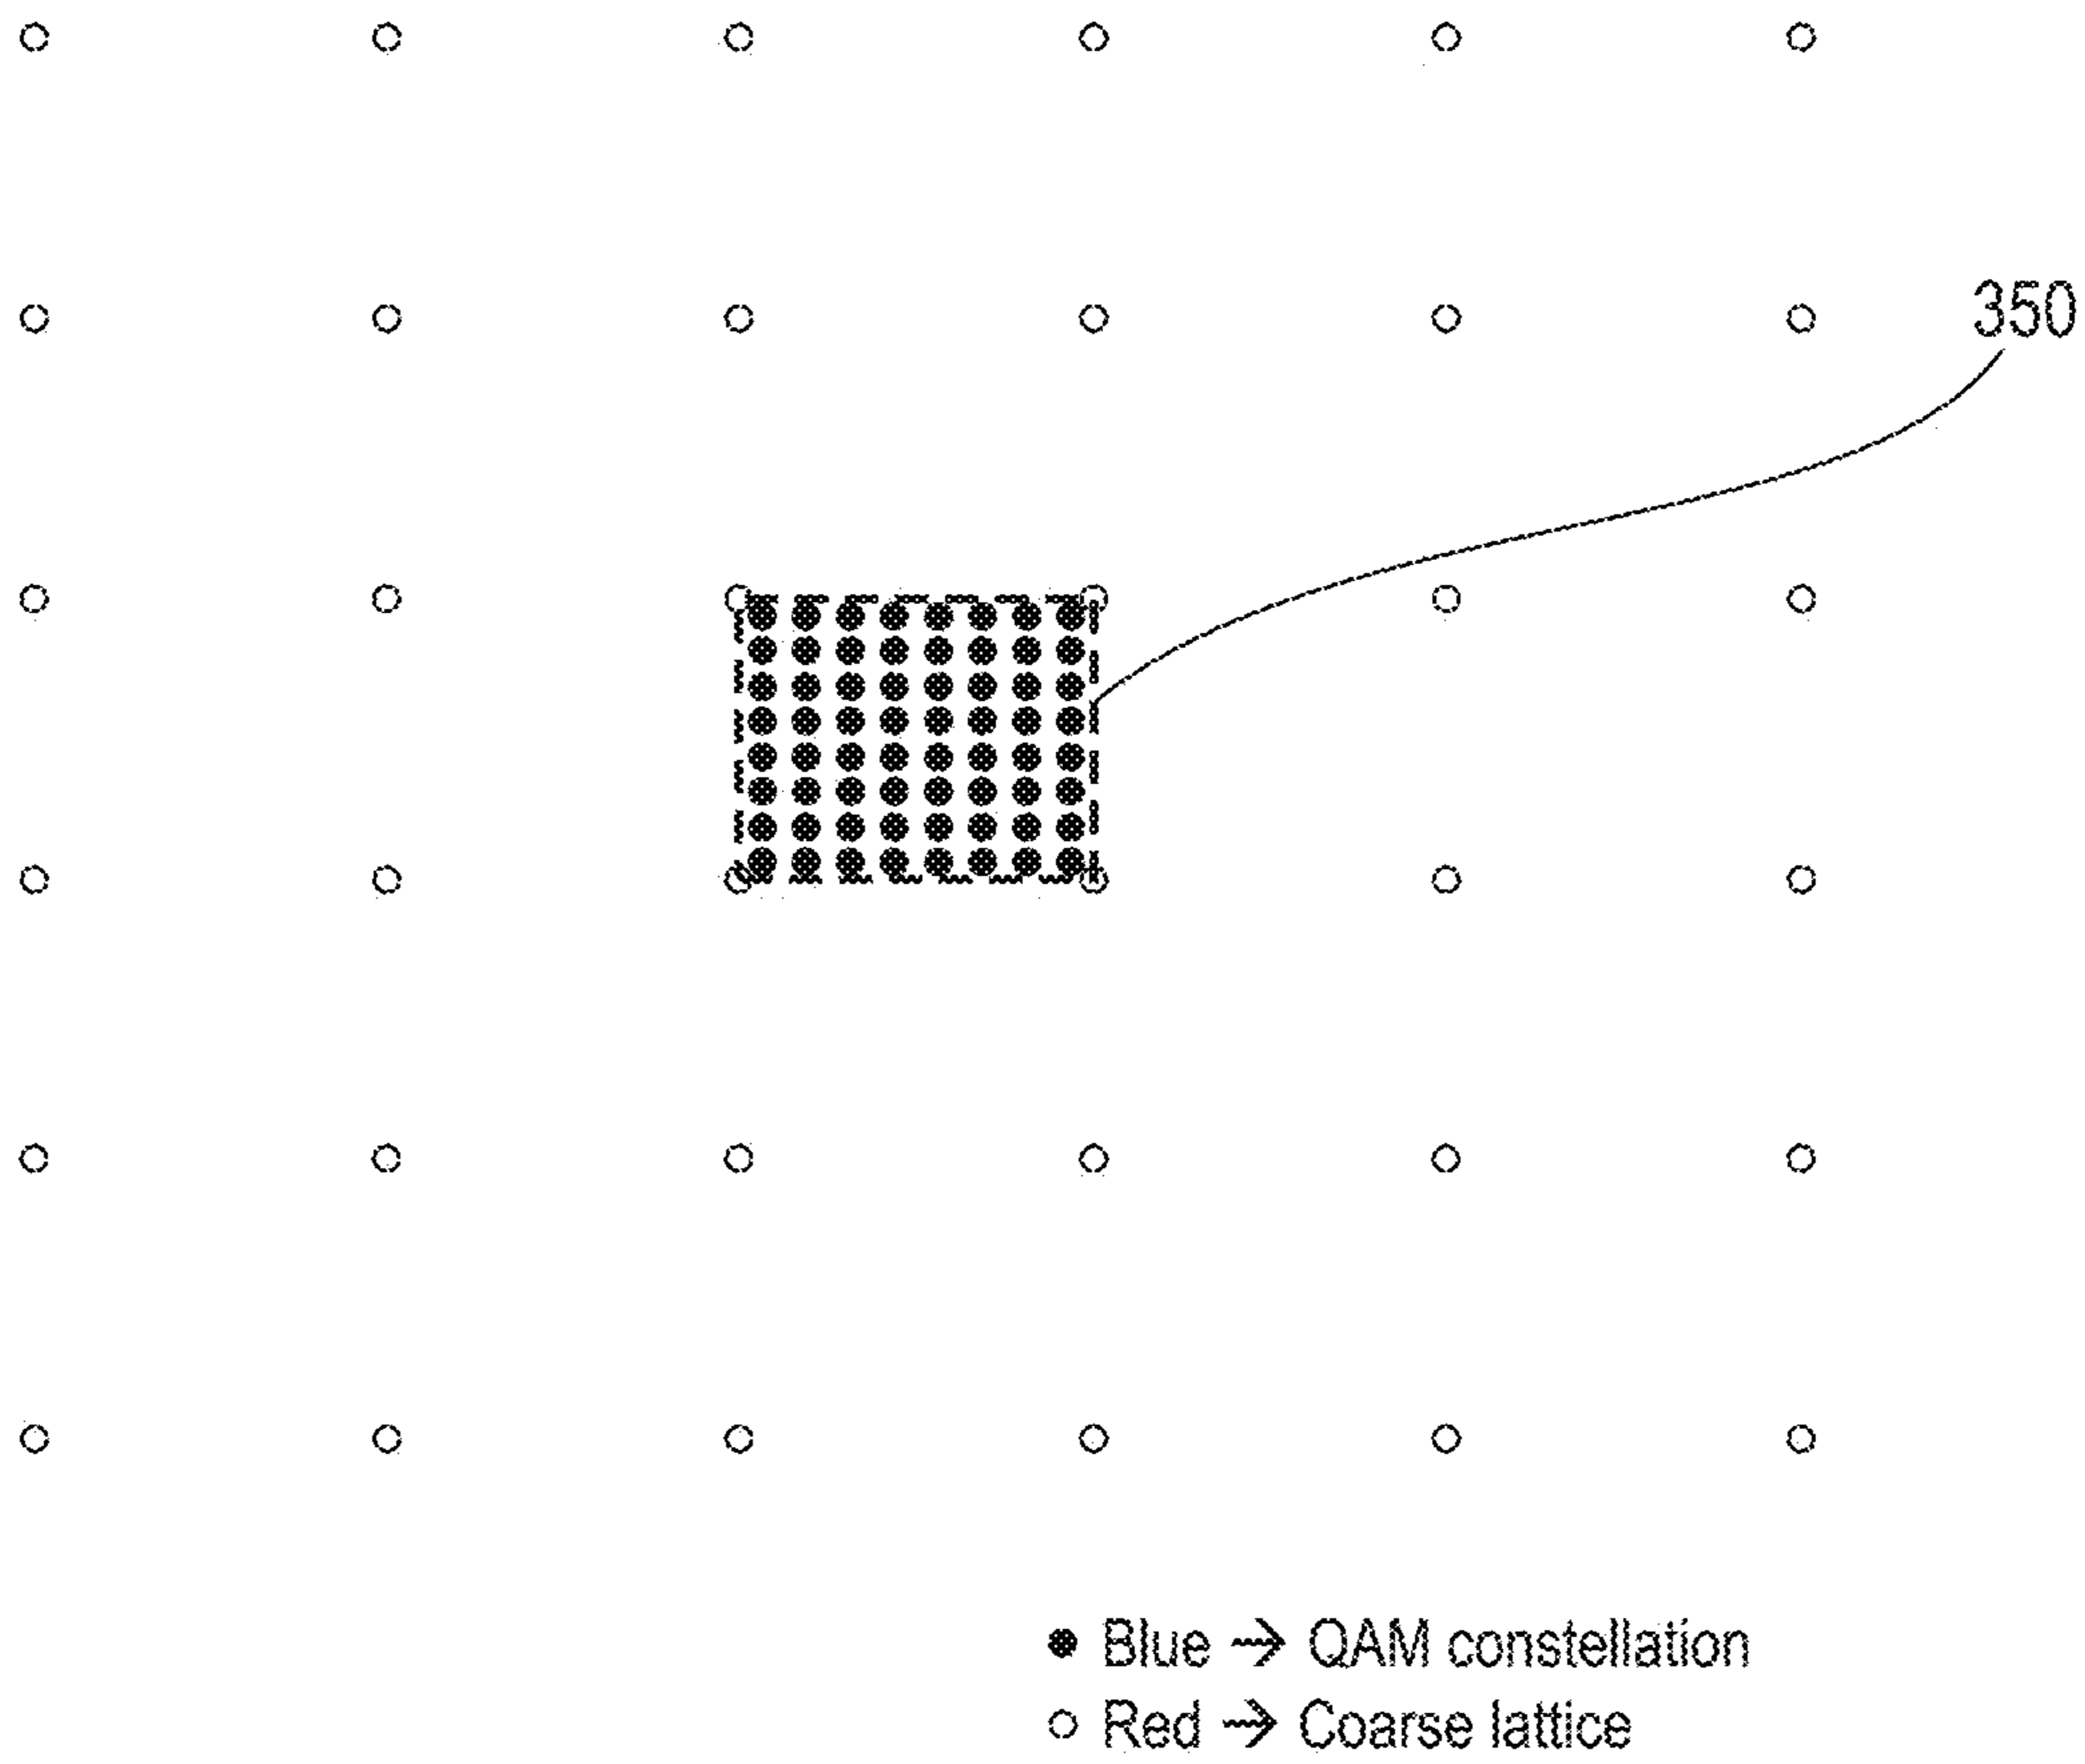 350
Blue → QAM constellation
Red → Coarse lattice